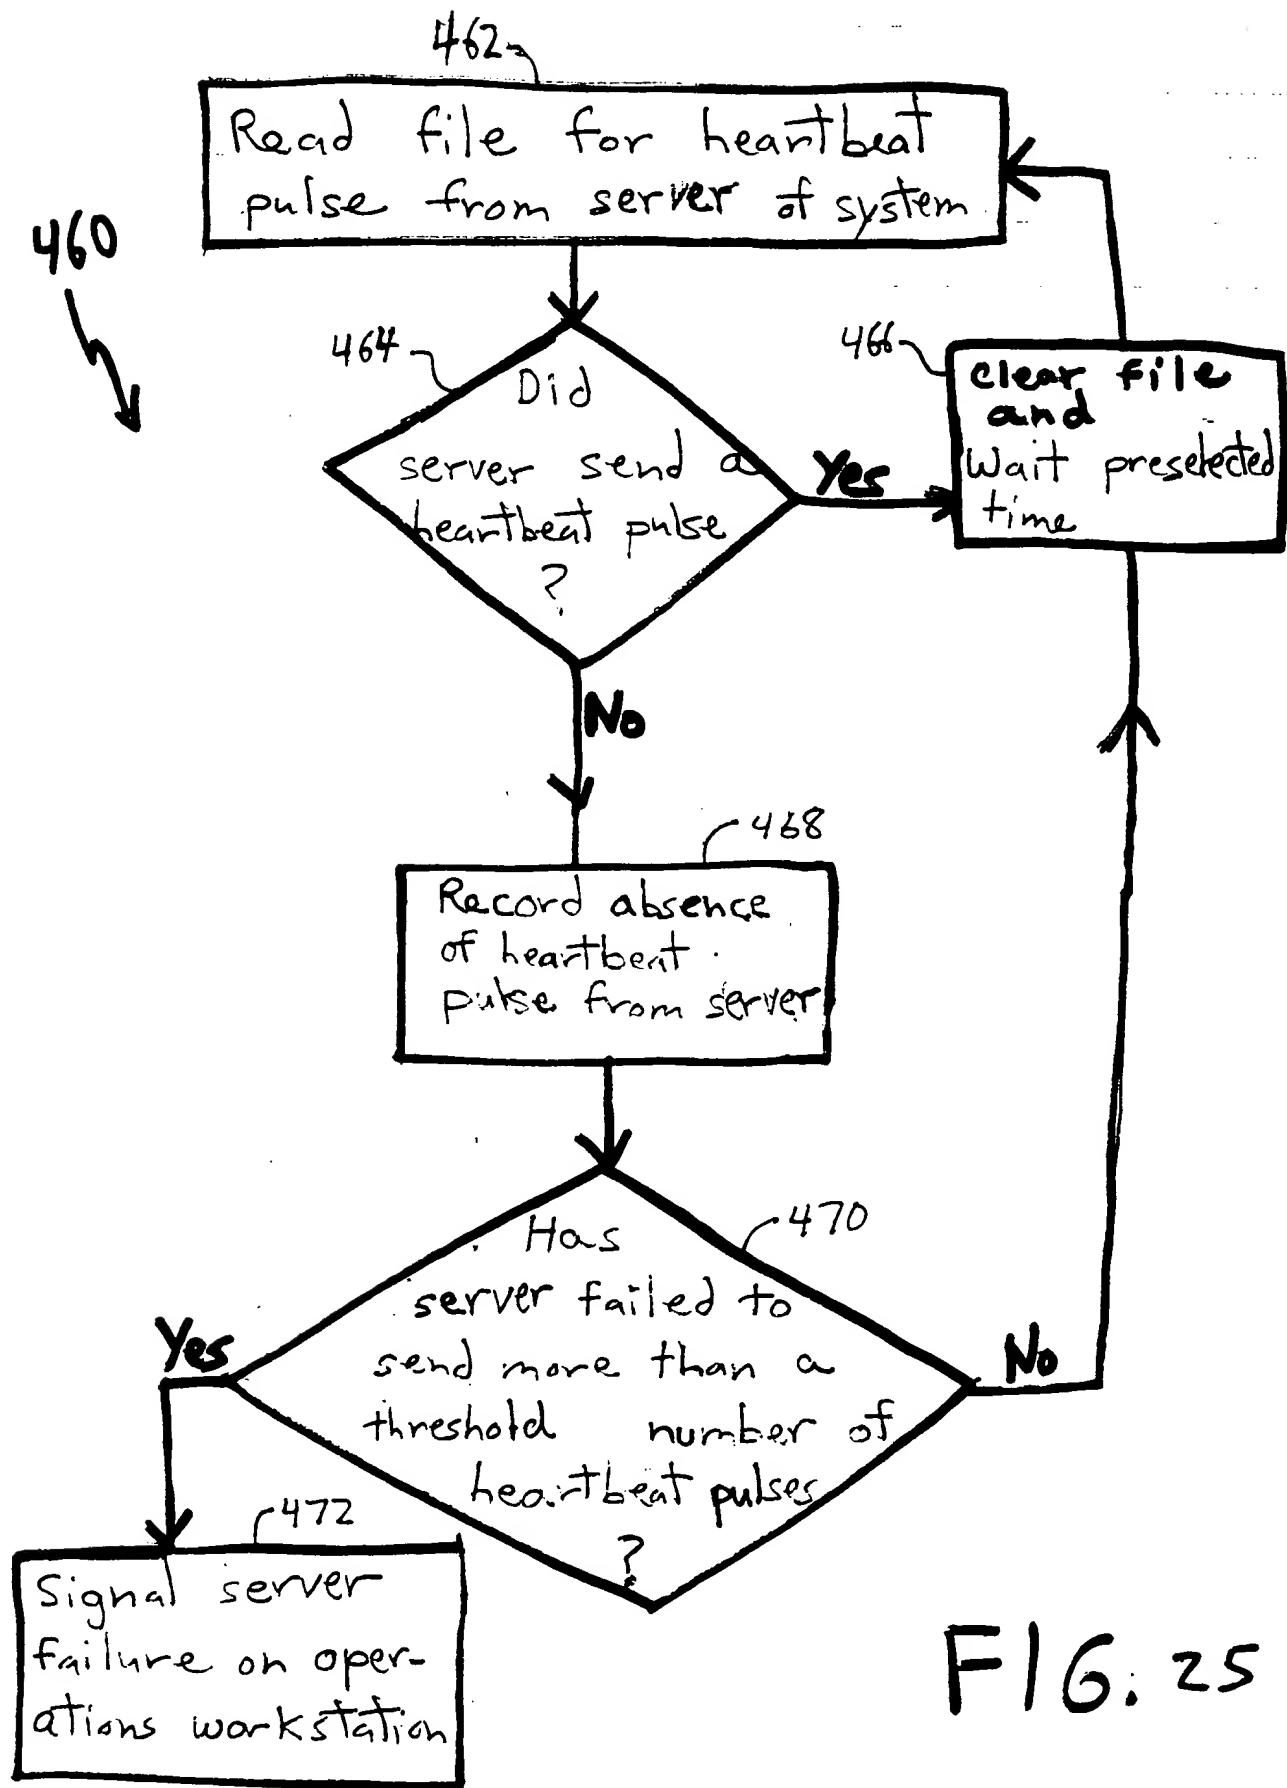 462
Read file for heartbeat
pulse from server of system
460
464
Did
server send a
heartbeat pulse
?
Yes
466
clear file
and
Wait preselected
time
No
468
Record absence
of heartbeat
pulse from server
470
Has
server failed to
send more than a
threshold number of
heartbeat pulses
?
Yes
No
472
Signal server
failure on oper-
ations workstation
FIG. 25